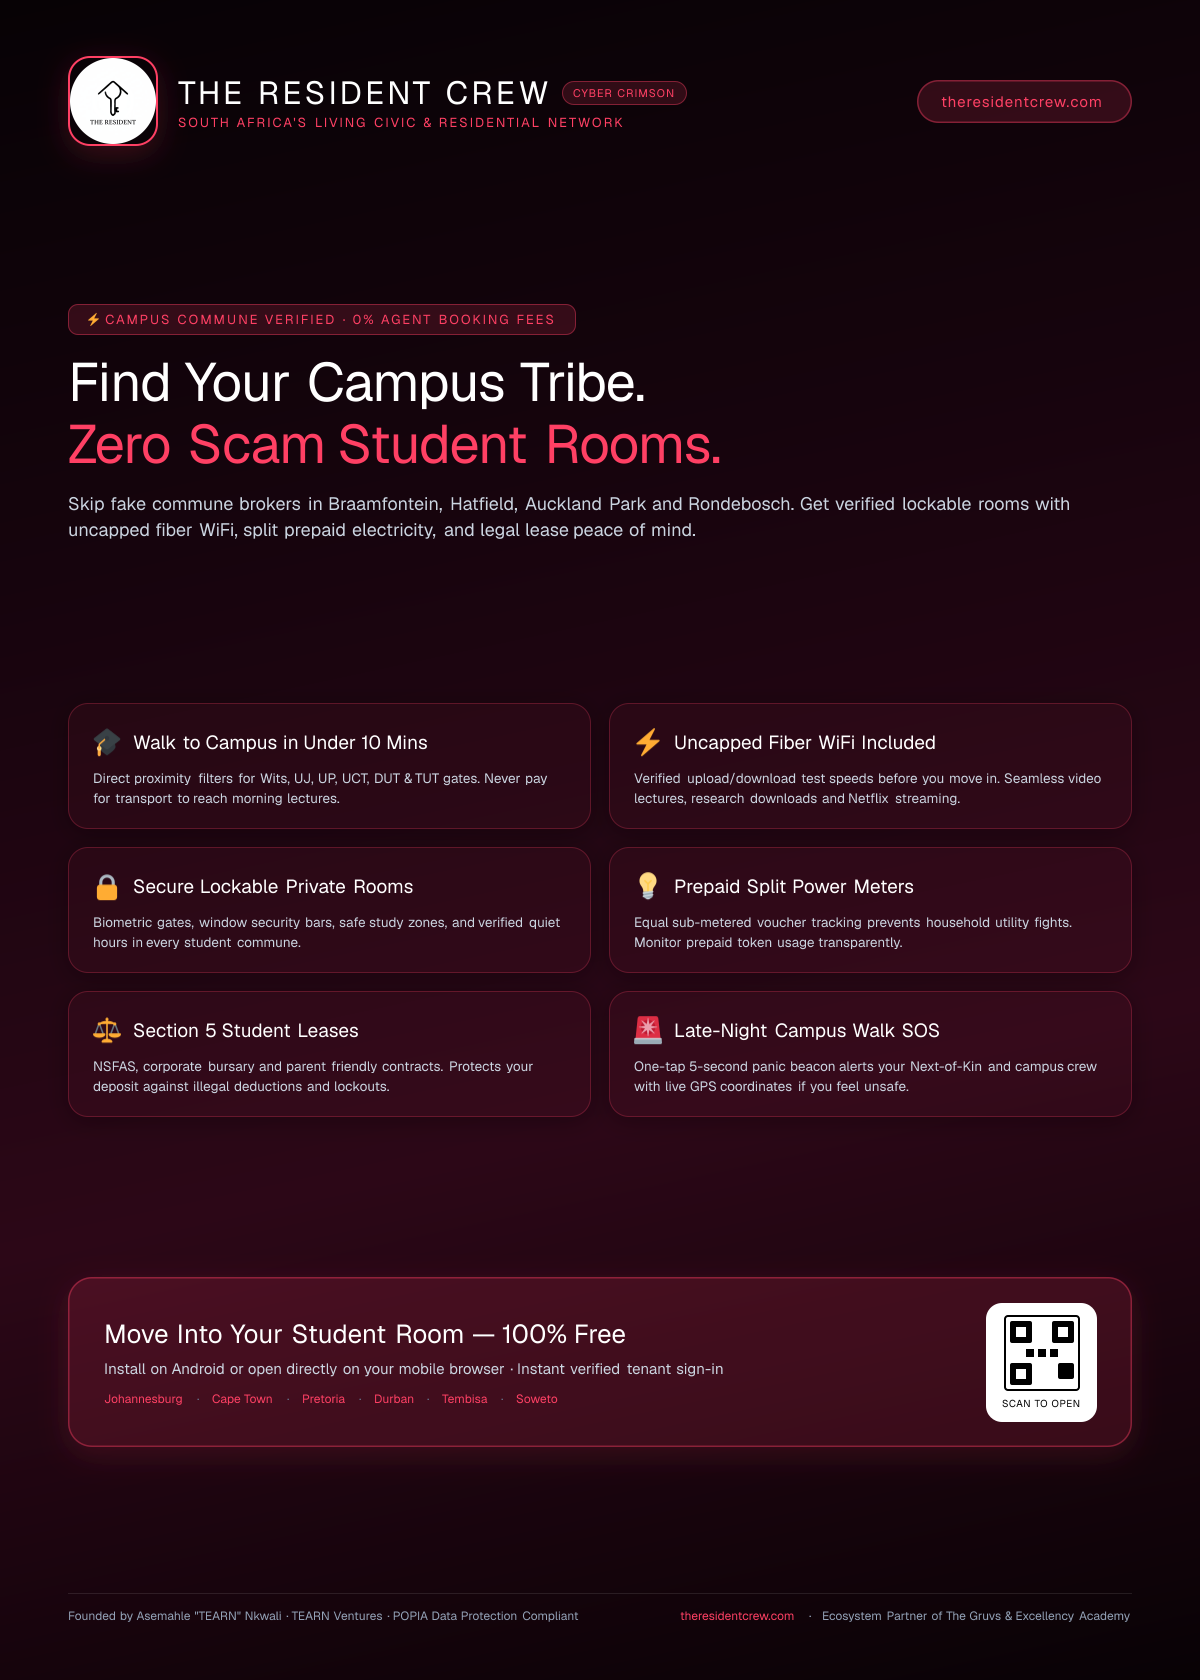 THE RESIDENT
THE RESIDENT CREW
CYBER CRIMSON
SOUTH AFRICA'S LIVING CIVIC & RESIDENTIAL NETWORK
theresidentcrew.com
⚡ CAMPUS COMMUNE VERIFIED · 0% AGENT BOOKING FEES
Find Your Campus Tribe.
Zero Scam Student Rooms.
Skip fake commune brokers in Braamfontein, Hatfield, Auckland Park and Rondebosch. Get verified lockable rooms with
uncapped fiber WiFi, split prepaid electricity, and legal lease peace of mind.
Walk to Campus in Under 10 Mins
Direct proximity filters for Wits, UJ, UP, UCT, DUT & TUT gates. Never pay
for transport to reach morning lectures.
Uncapped Fiber WiFi Included
Verified upload/download test speeds before you move in. Seamless video
lectures, research downloads and Netflix streaming.
Secure Lockable Private Rooms
Biometric gates, window security bars, safe study zones, and verified quiet
hours in every student commune.
Prepaid Split Power Meters
Equal sub-metered voucher tracking prevents household utility fights.
Monitor prepaid token usage transparently.
Section 5 Student Leases
NSFAS, corporate bursary and parent friendly contracts. Protects your
deposit against illegal deductions and lockouts.
Late-Night Campus Walk SOS
One-tap 5-second panic beacon alerts your Next-of-Kin and campus crew
with live GPS coordinates if you feel unsafe.
Move Into Your Student Room — 100% Free
Install on Android or open directly on your mobile browser · Instant verified tenant sign-in
Johannesburg · Cape Town · Pretoria · Durban · Tembisa · Soweto
SCAN TO OPEN
Founded by Asemahle "TEARN" Nkwali · TEARN Ventures · POPIA Data Protection Compliant
theresidentcrew.com · Ecosystem Partner of The Gruvs & Excellency Academy